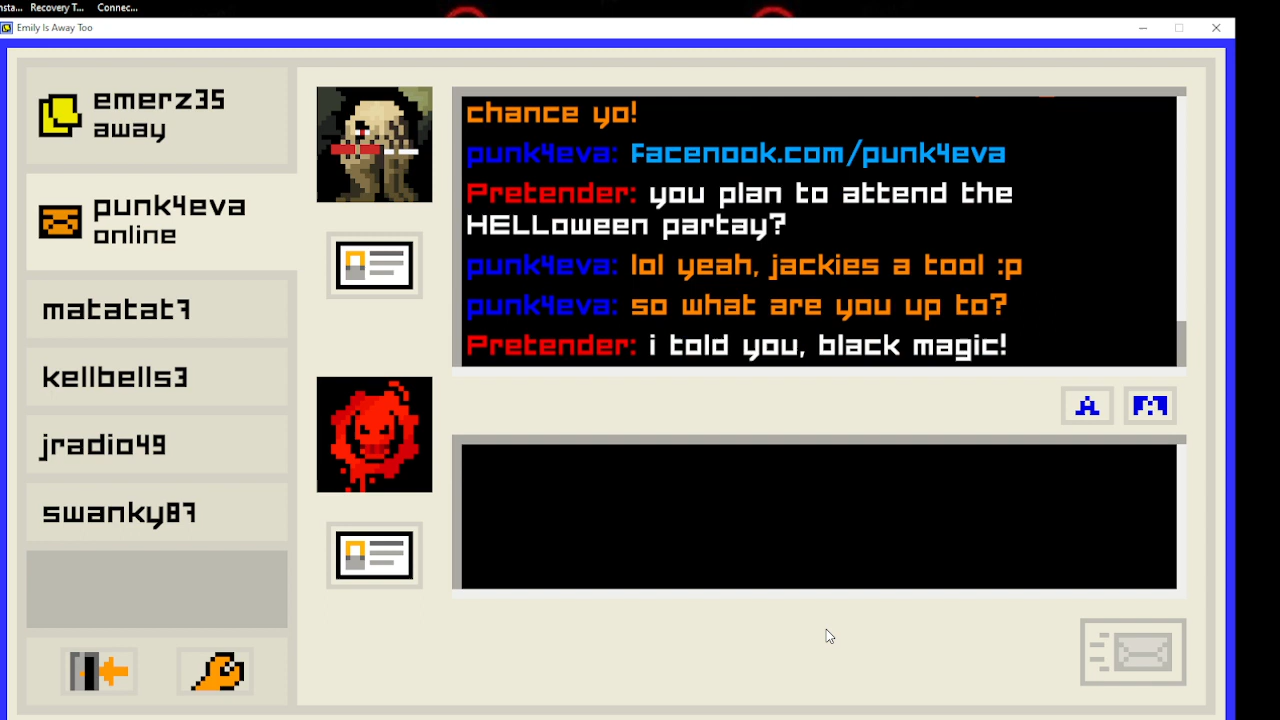 nsta... Recovery T... Connec...
Emily Is Away Too
emerz35
away
punk4eva
online
matatat7
kellbells3
jradio49
swanky87
chance yo!
punk4eva: Facenook.com/punk4eva
Pretender: you plan to attend the
HELLoween partay?
punk4eva: lol yeah, jackies a tool :p
punk4eva: so what are you up to?
Pretender: i told you, black magic!
A